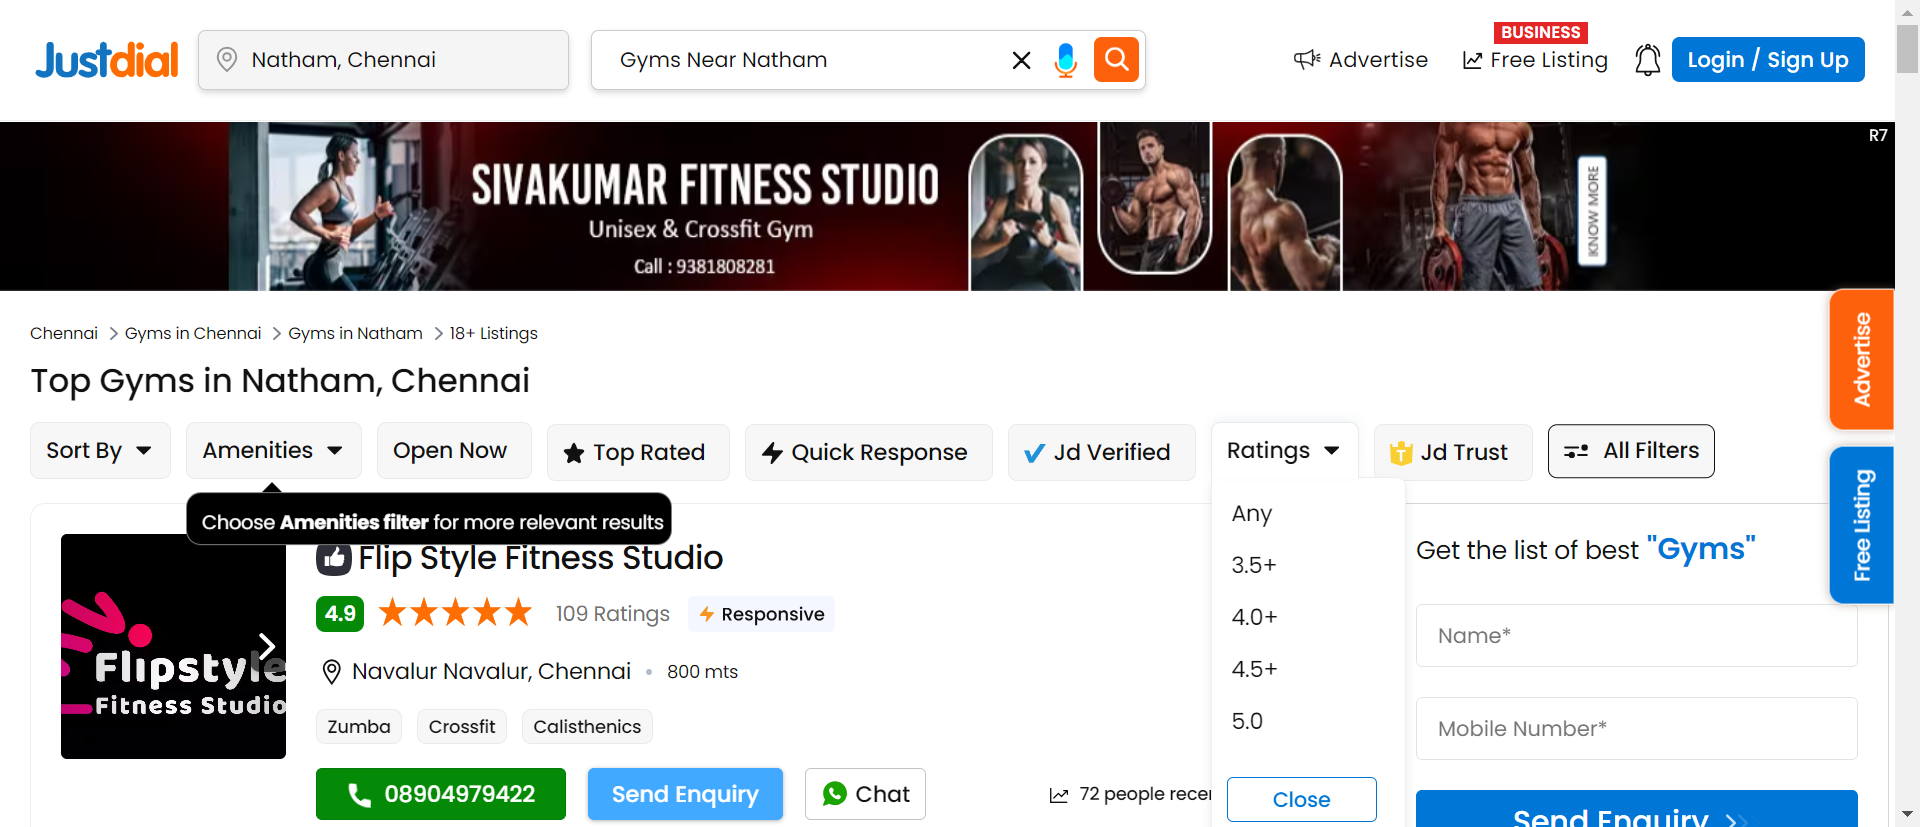 Justdial
Natham, Chennai
Gyms Near Natham
Advertise
BUSINESS
Free Listing
Login / Sign Up
R7
SIVAKUMAR FITNESS STUDIO
Unisex & Crossfit Gym
Call : 9381808281
KNOW MORE
Chennai
Gyms in Chennai
Gyms in Natham
18+ Listings
Top Gyms in Natham, Chennai
Sort By
Amenities
Open Now
Top Rated
Quick Response
Jd Verified
Ratings
T
Jd Trust
All Filters
Choose Amenities filter for more relevant results
Flipstyle
Fitness Studio
Flip Style Fitness Studio
4.9
109 Ratings
Responsive
Navalur Navalur, Chennai
800 mts
Zumba
Crossfit
Calisthenics
08904979422
Send Enquiry
Chat
72 people recen
Any
3.5+
4.0+
4.5+
5.0
Close
Get the list of best "Gyms"
Name*
Mobile Number*
Send Enquiry
Advertise
Free Listing